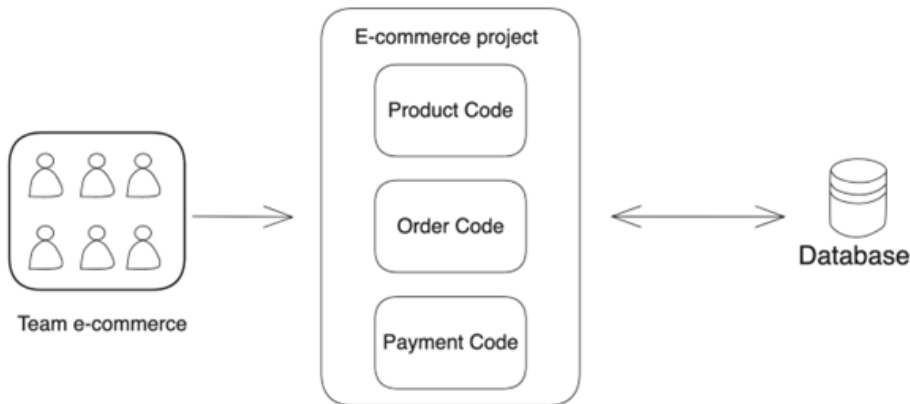 E-commerce project
Product Code
Order Code
Payment Code
Team e-commerce
Database